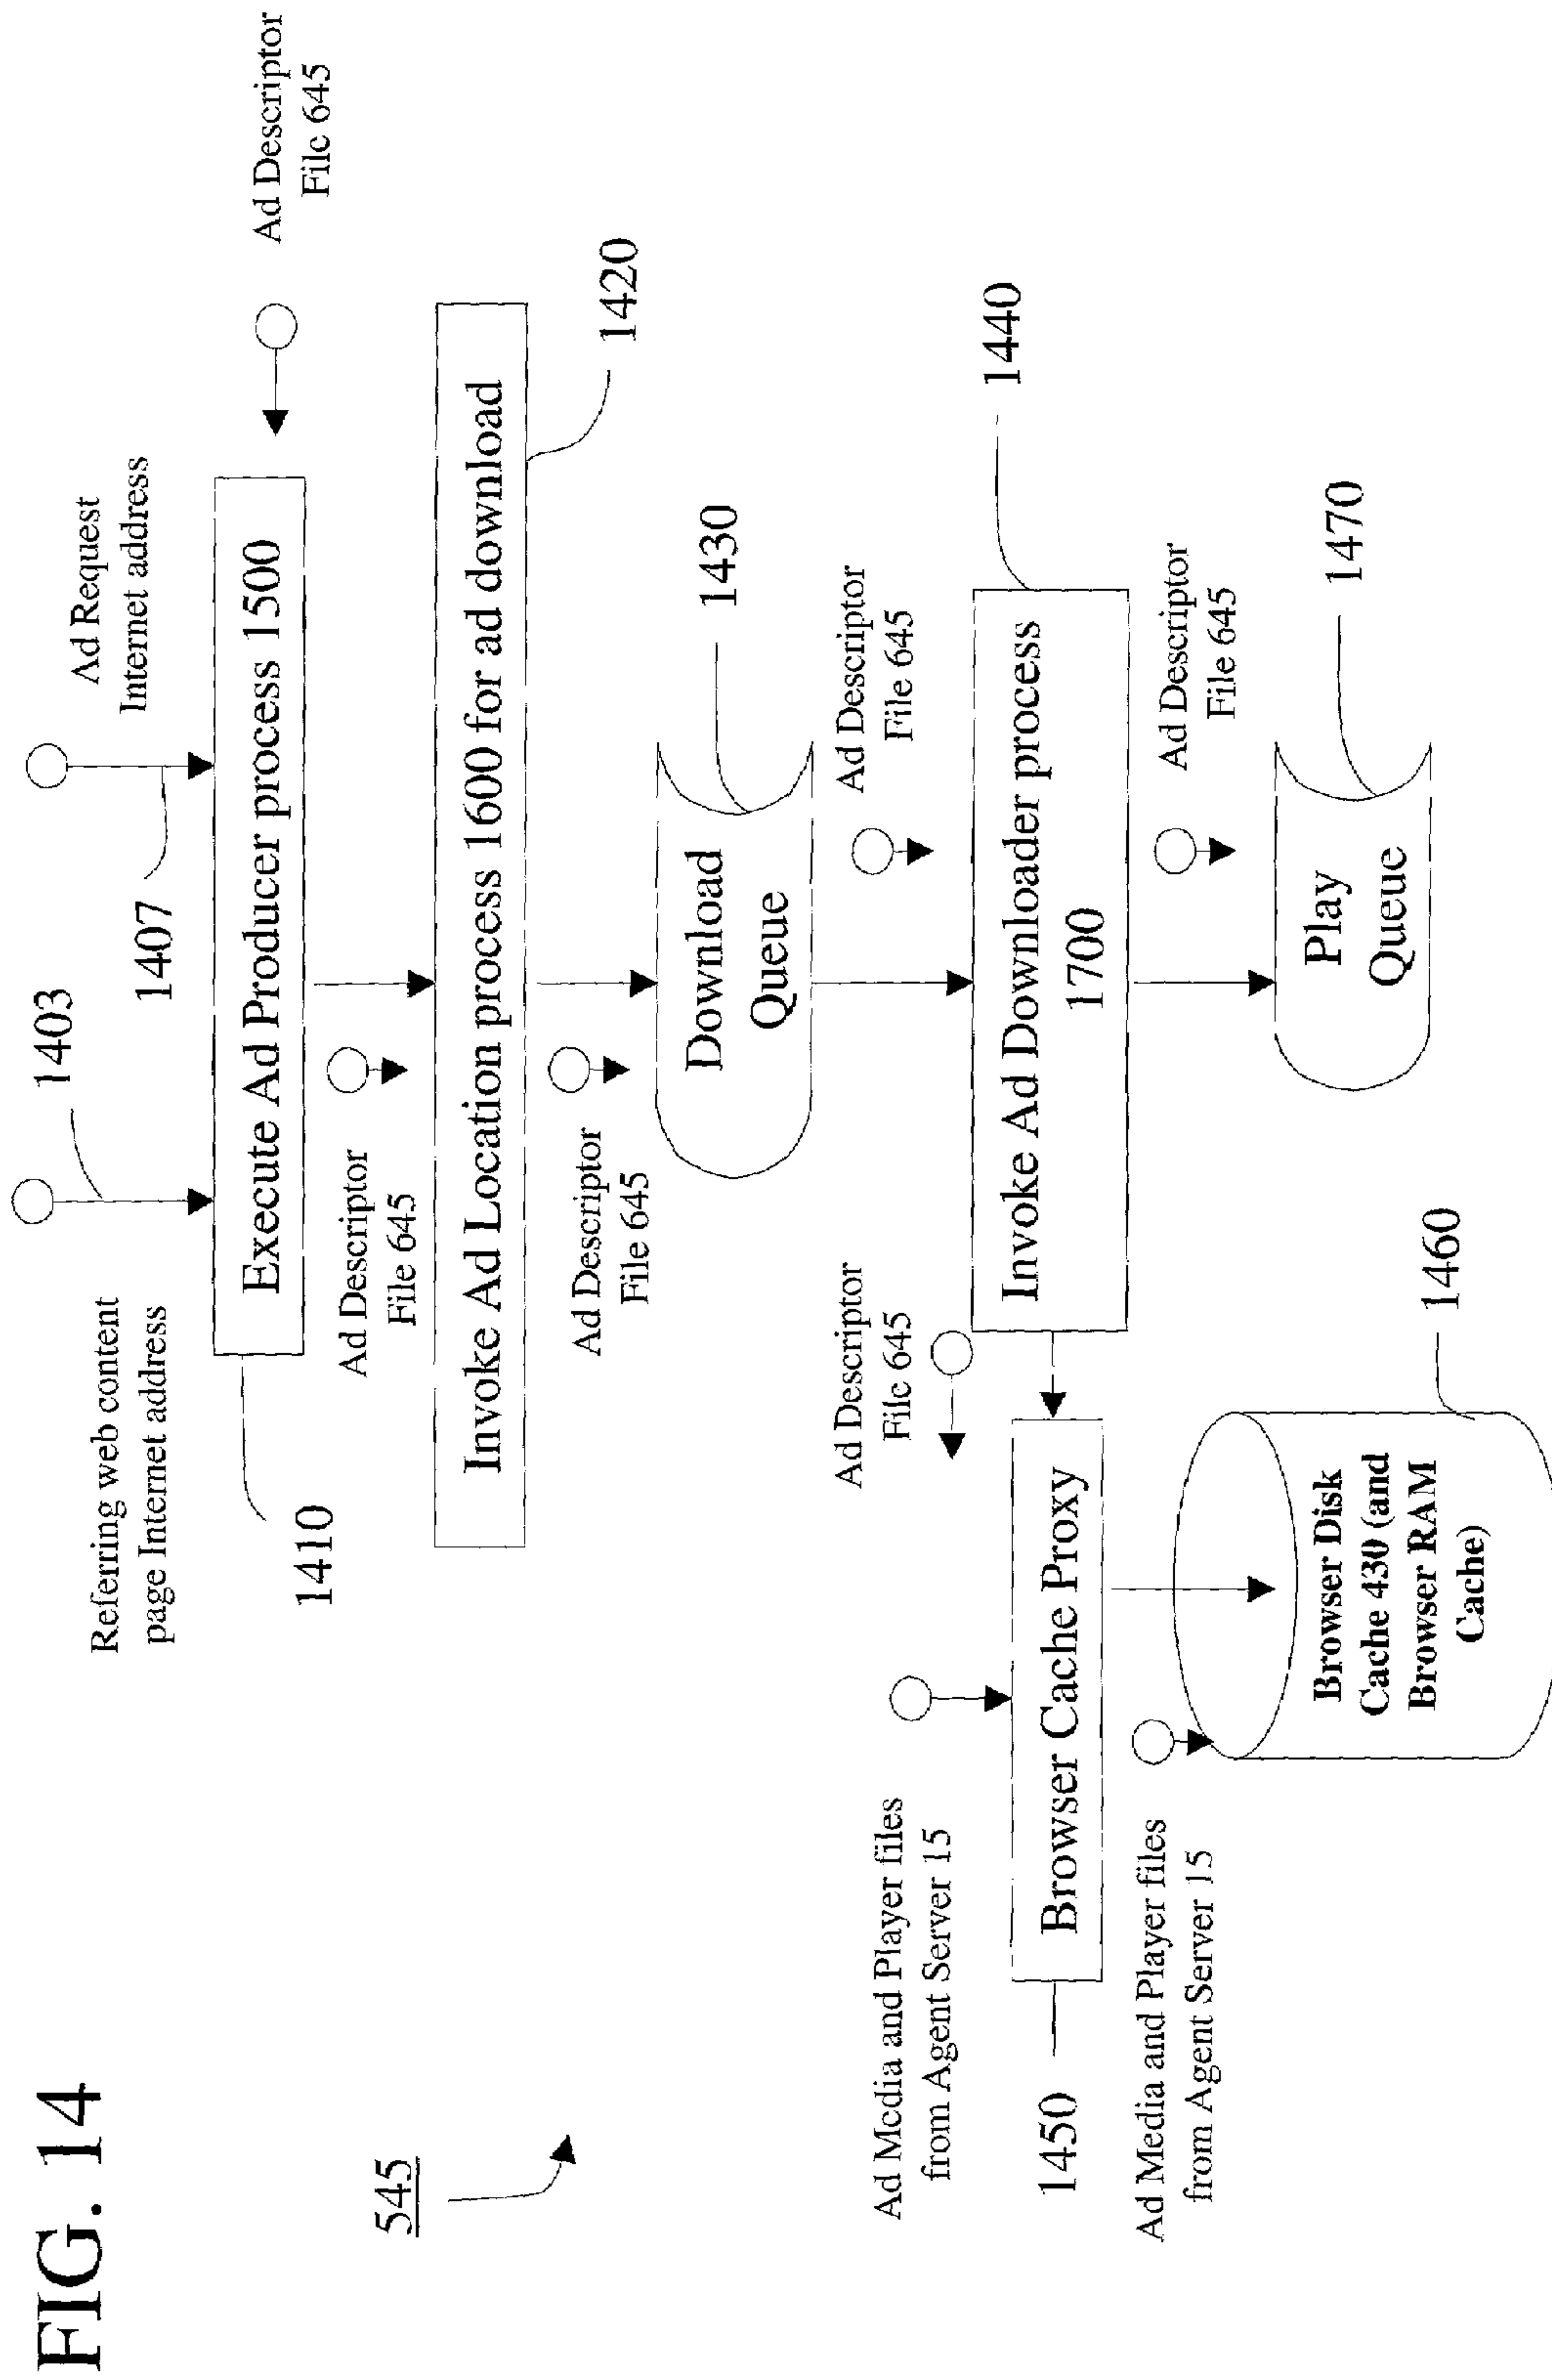 FIG. 14
545
Referring web content
page Internet address
1403
Ad Request
Internet address
1407
Ad Descriptor
File 645
1410
Execute Ad Producer process 1500
Ad Descriptor
File 645
Invoke Ad Location process 1600 for ad download
1420
Ad Descriptor
File 645
Download
Queue
1430
Ad Descriptor
File 645
Ad Descriptor
File 645
Invoke Ad Downloader process
1700
1440
Ad Media and Player files
from Agent Server 15
1450
Browser Cache Proxy
Ad Descriptor
File 645
Play
Queue
1470
Ad Media and Player files
from Agent Server 15
Browser Disk
Cache 430 (and
Browser RAM
Cache)
1460